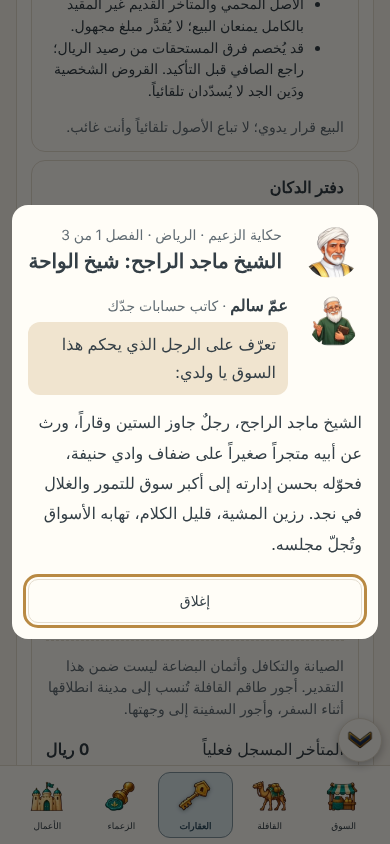 الأصل المحمي والمتأخر القديم غير المقيد
بالكامل يمنعان البيع؛ لا يُقدَّر مبلغ مجهول.
قد يُخصم فرق المستحقات من رصيد الريال؛
راجع الصافي قبل التأكيد. القروض الشخصية
ودَين الجد لا يُسدّدان تلقائياً.
البيع قرار يدوي؛ لا تباع الأصول تلقائياً وأنت غائب.
دفتر الدكان
حكاية الزعيم · الرياض · الفصل 1 من 3
الشيخ ماجد الراجح: شيخ الواحة
عمّ سالم · كاتب حسابات جدّك
تعرّف على الرجل الذي يحكم هذا
السوق يا ولدي:
الشيخ ماجد الراجح، رجلٌ جاوز الستين وقاراً، ورث
عن أبيه متجراً صغيراً على ضفاف وادي حنيفة،
فحوّله بحسن إدارته إلى أكبر سوق للتمور والغلال
في نجد. رزين المشية، قليل الكلام، تهابه الأسواق
وتُجلّ مجلسه.
إغلاق
الصيانة والتكافل وأثمان البضاعة ليست ضمن هذا
التقدير. أجور طاقم القافلة تُنسب إلى مدينة انطلاقها
أثناء السفر، وأجور السفينة إلى وجهتها.
المتأخر المسجل فعلياً
0 ريال
السوق
القافلة
العقارات
الزعماء
الأعمال